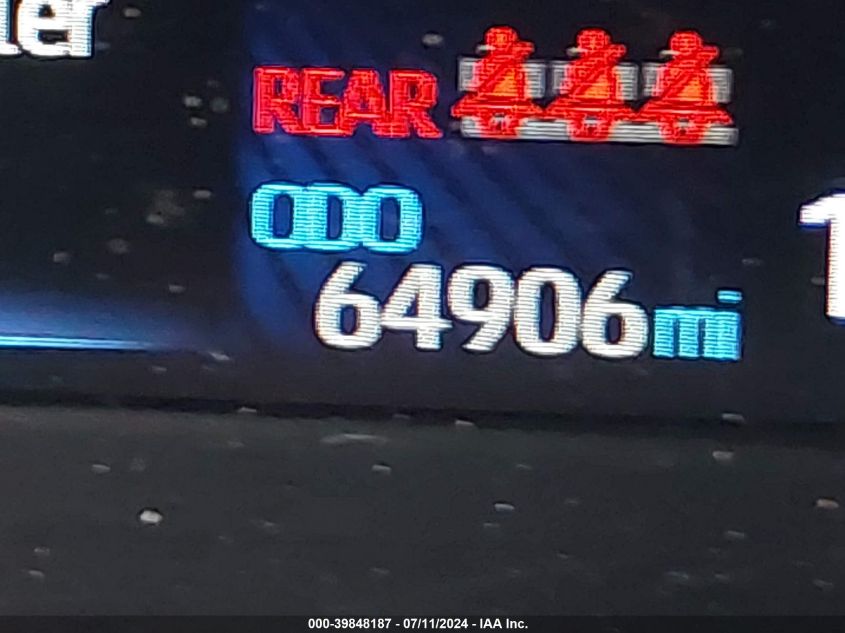 REAR
ODO
64906mi
000-39848187 - 07/11/2024 - IAA Inc.